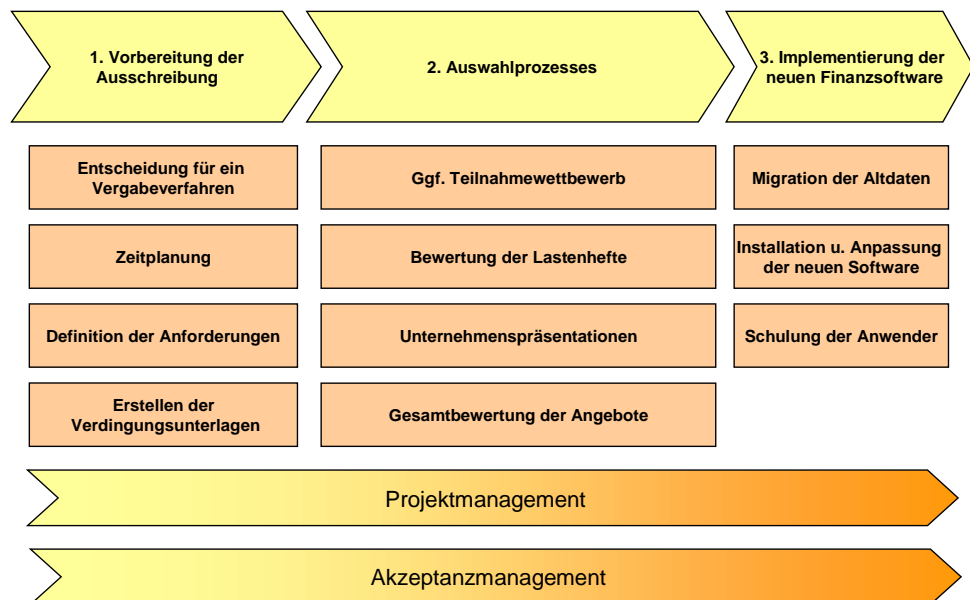 1. Vorbereitung der
Ausschreibung
2. Auswahlprozesses
3. Implementierung der
neuen Finanzsoftware
Entscheidung für ein
Vergabeverfahren
Zeitplanung
Definition der Anforderungen
Erstellen der
Verdingungsunterlagen
Ggf. Teilnahmewettbewerb
Bewertung der Lastenhefte
Unternehmenspräsentationen
Gesamtbewertung der Angebote
Migration der Altdaten
Installation u. Anpassung
der neuen Software
Schulung der Anwender
Projektmanagement
Akzeptanzmanagement